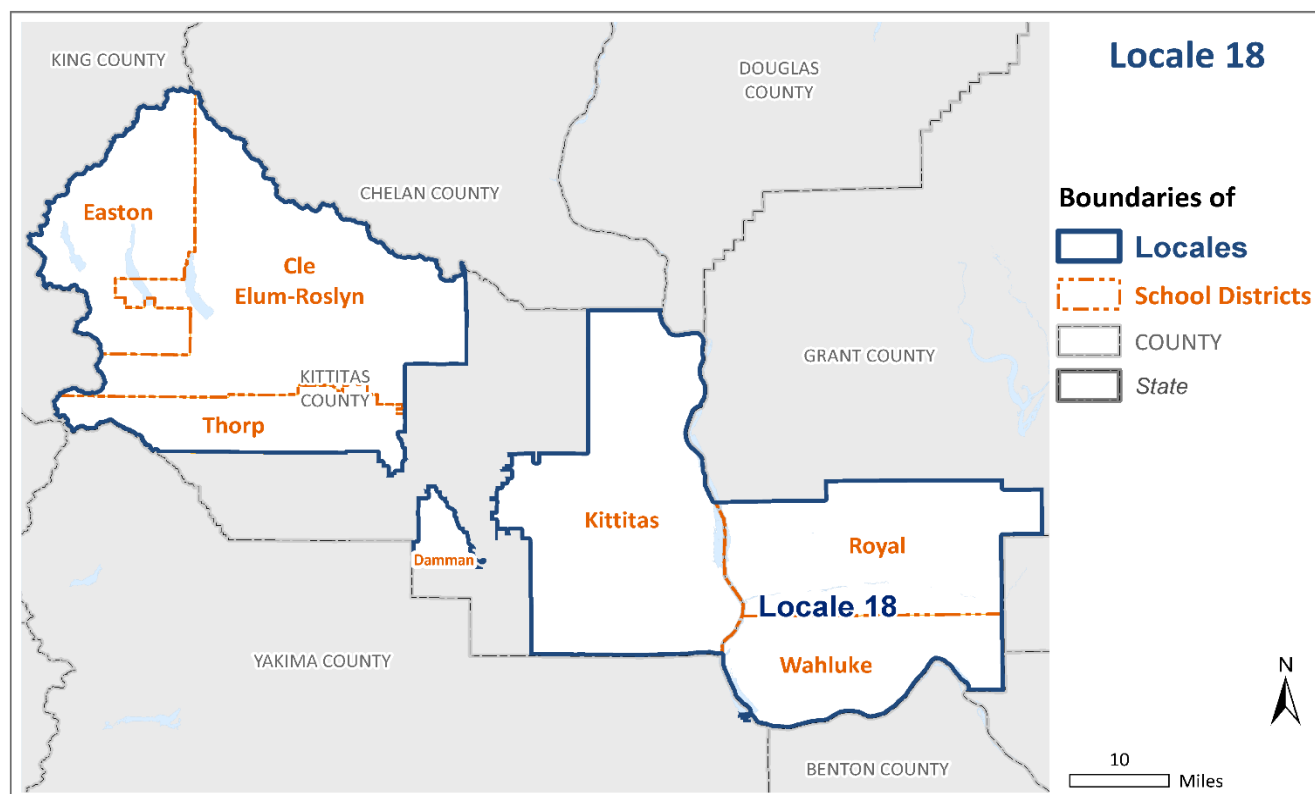 Locale 18
KING COUNTY
DOUGLAS
COUNTY
CHELAN COUNTY
Easton
Cle
Elum-Roslyn
KITTITAS
COUNTY
Thorp
GRANT COUNTY
Kittitas
Damman
Royal
Locale 18
Wahluke
YAKIMA COUNTY
BENTON COUNTY
Boundaries of
Locales
School Districts
COUNTY
State
N
10
Miles